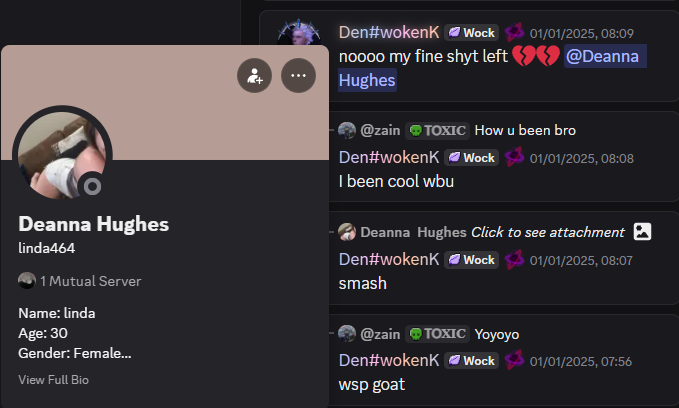 Deanna Hughes
linda464
1 Mutual Server
Name: linda
Age: 30
Gender: Female...
View Full Bio
Den#wokenK Wock 01/01/2025, 08:09
noooo my fine shyt left 💔💔 @Deanna
Hughes
@zain TOXIC How u been bro
Den#wokenK Wock 01/01/2025, 08:08
I been cool wbu
Deanna Hughes Click to see attachment
Den#wokenK Wock 01/01/2025, 08:07
smash
@zain TOXIC Yoyoyo
Den#wokenK Wock 01/01/2025, 07:56
wsp goat